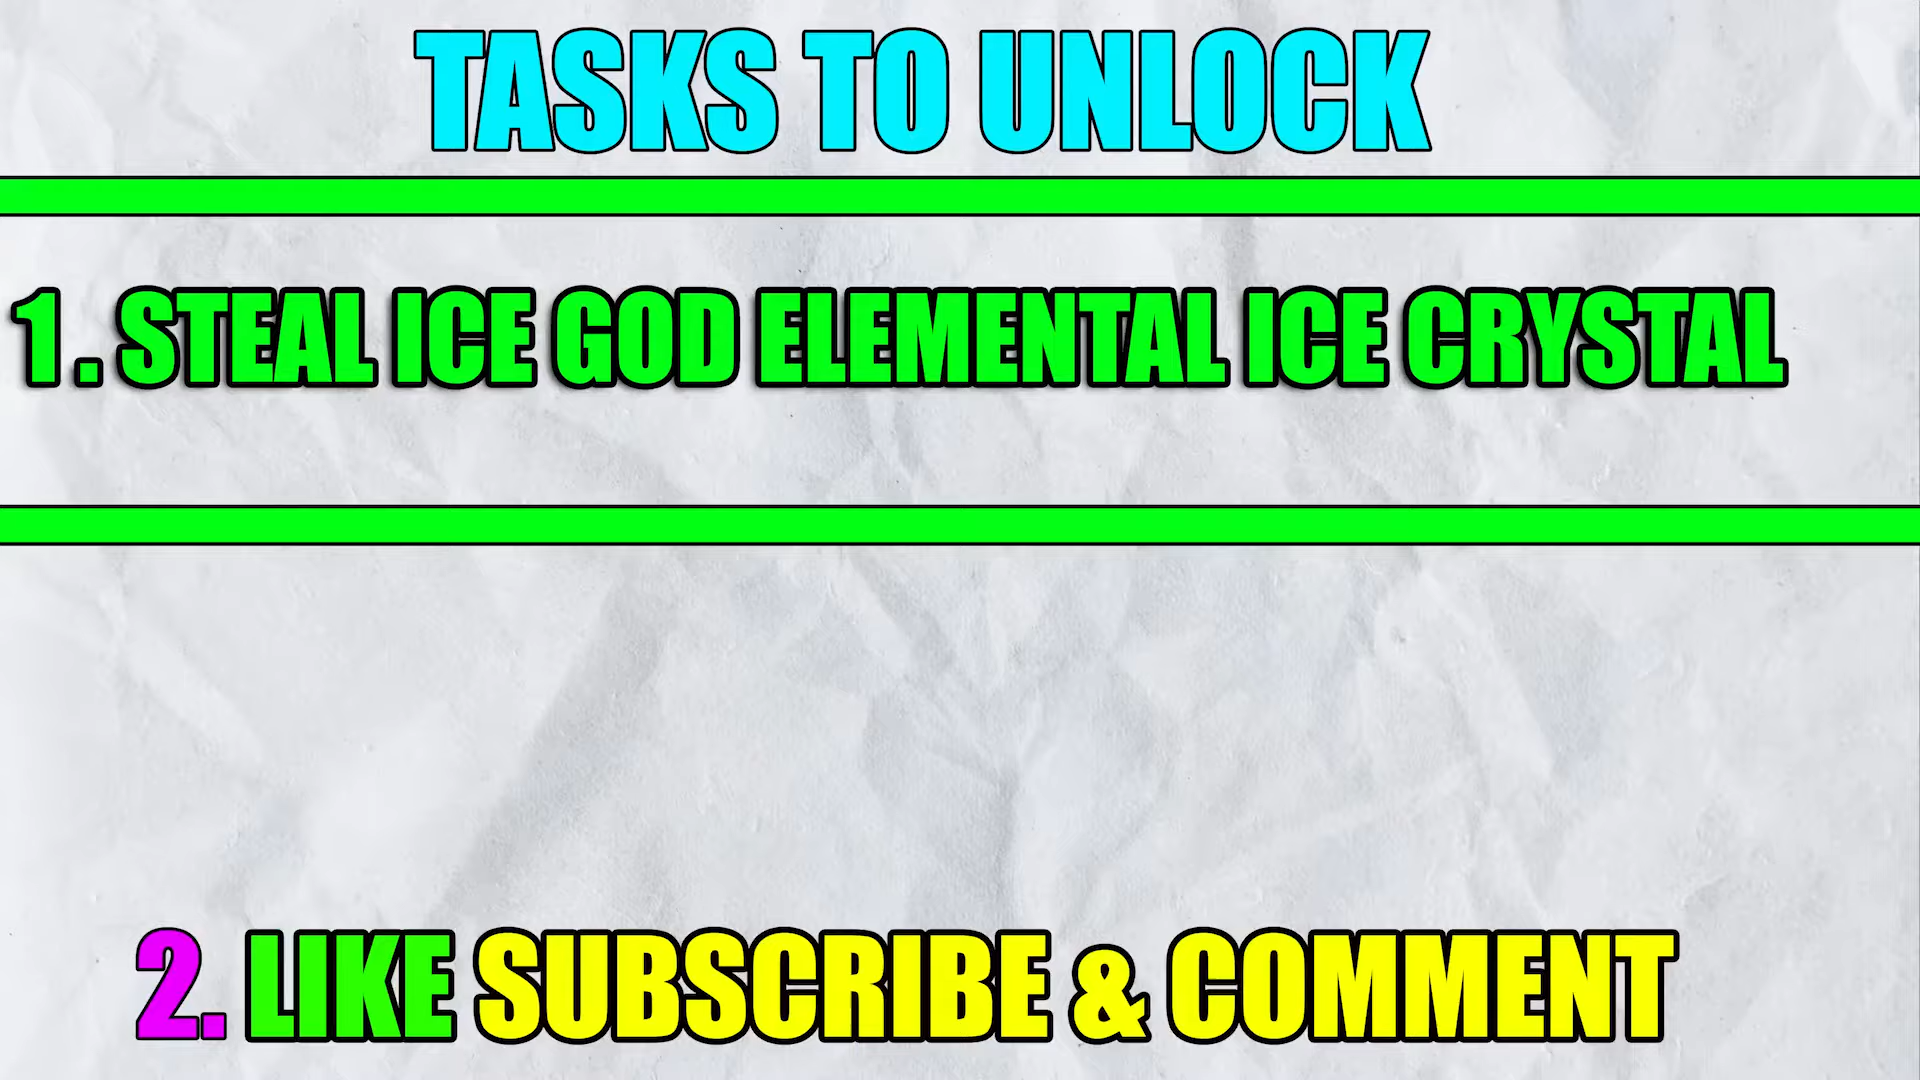 TASKS TO UNLOCK
1. STEAL ICE GOD ELEMENTAL ICE CRYSTAL
2. LIKE SUBSCRIBE & COMMENT